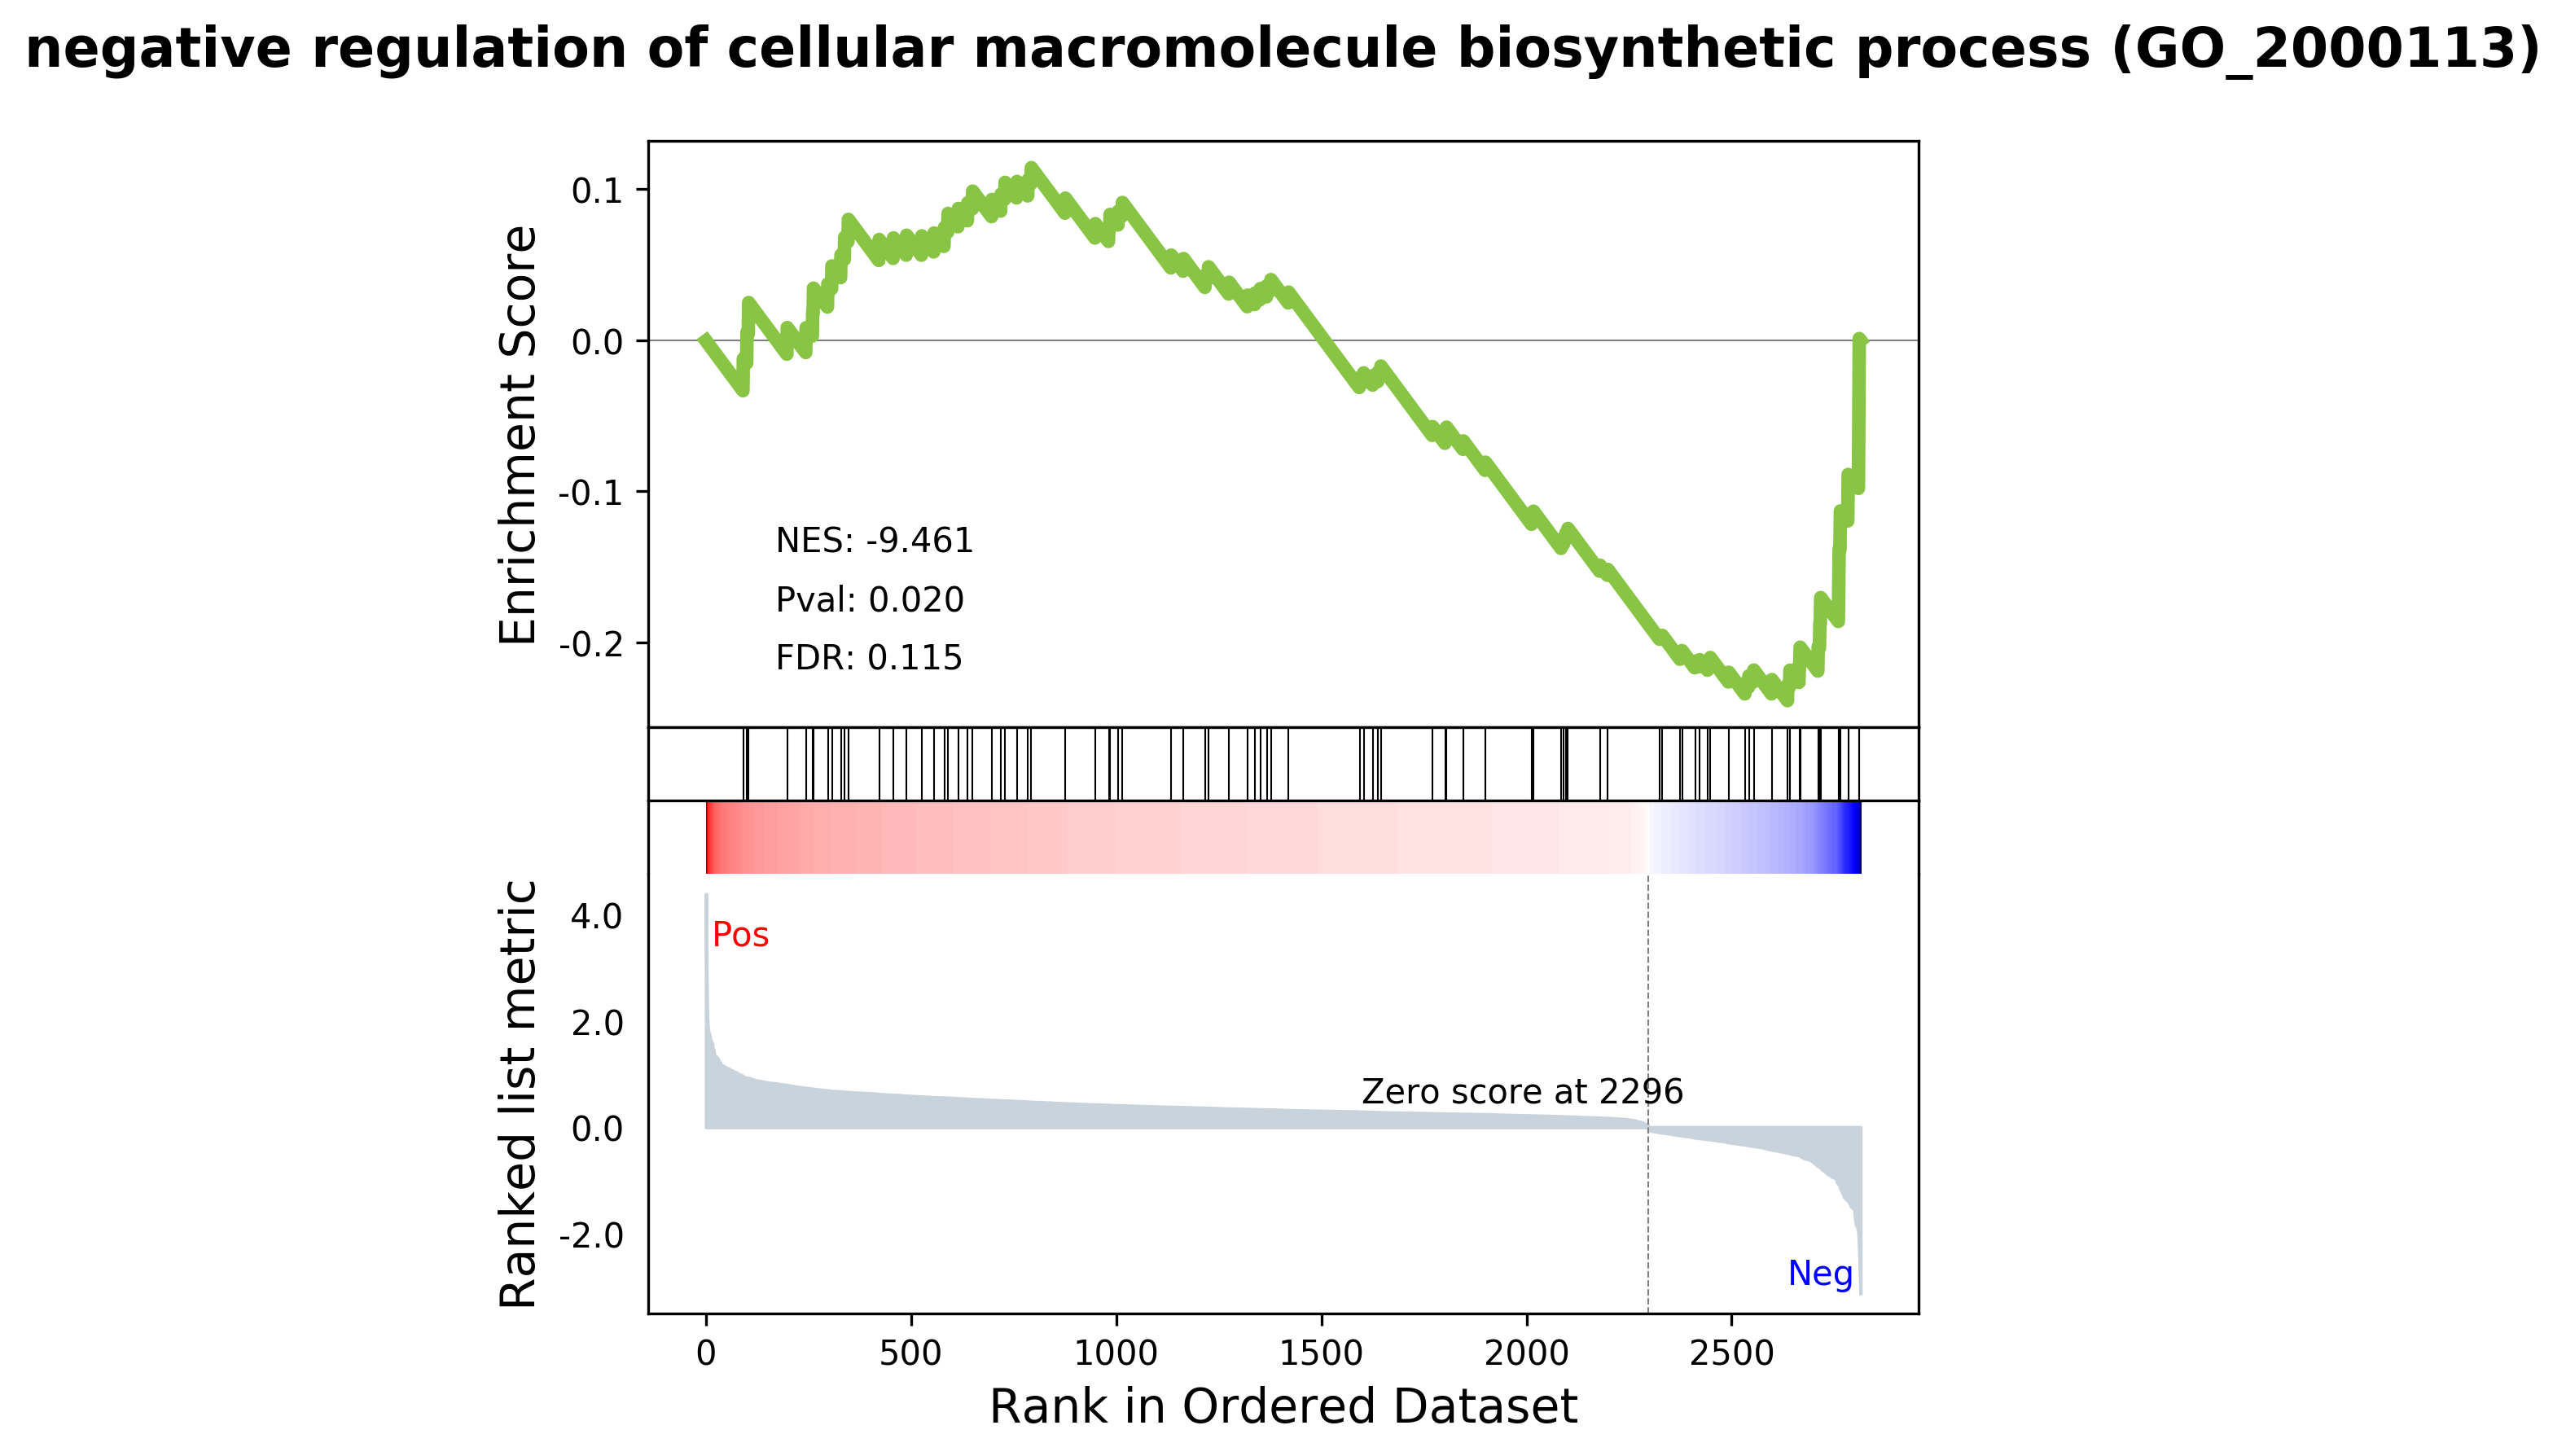 negative regulation of cellular macromolecule biosynthetic process (GO_2000113)
Enrichment Score
0.1
0.0
-0.1
-0.2
NES: -9.461
Pval: 0.020
FDR: 0.115
Ranked list metric
4.0
2.0
0.0
-2.0
Pos
Zero score at 2296
Neg
0 500 1000 1500 2000 2500
Rank in Ordered Dataset